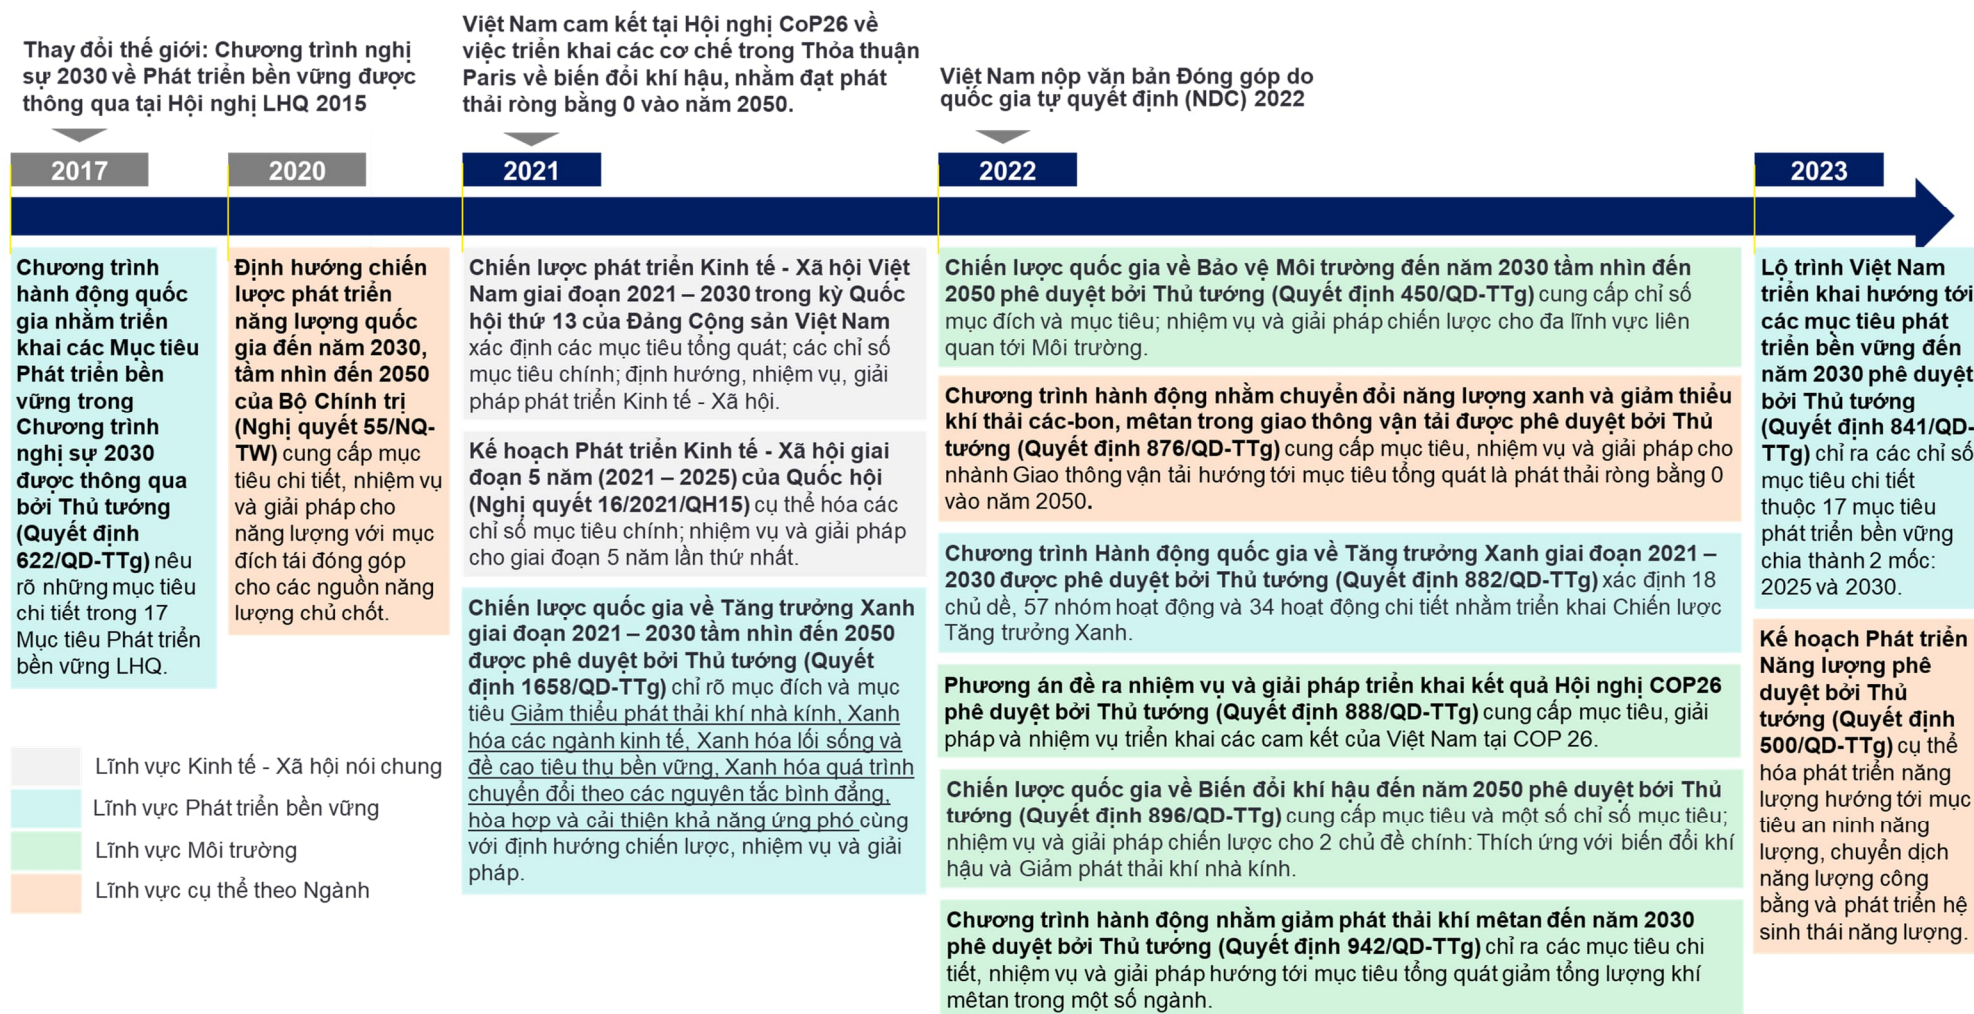 Thay đổi thế giới: Chương trình nghị
sự 2030 về Phát triển bền vững được
thông qua tại Hội nghị LHQ 2015
Việt Nam cam kết tại Hội nghị CoP26 về
việc triển khai các cơ chế trong Thỏa thuận
Paris về biến đổi khí hậu, nhằm đạt phát
thải ròng bằng 0 vào năm 2050.
Việt Nam nộp văn bản Đóng góp do
quốc gia tự quyết định (NDC) 2022
2017
2020
2021
2022
2023
Chương trình
hành động quốc
gia nhằm triển
khai các Mục tiêu
Phát triển bền
vững trong
Chương trình
nghị sự 2030
được thông qua
bởi Thủ tướng
(Quyết định
622/QD-TTg) nêu
rõ những mục tiêu
chi tiết trong 17
Mục tiêu Phát triển
bền vững LHQ.
Định hướng chiến
lược phát triển
năng lượng quốc
gia đến năm 2030,
tầm nhìn đến 2050
của Bộ Chính trị
(Nghị quyết 55/NQ-
TW) cung cấp mục
tiêu chi tiết, nhiệm vụ
và giải pháp cho
năng lượng với mục
đích tái đóng góp
cho các nguồn năng
lượng chủ chốt.
Chiến lược phát triển Kinh tế - Xã hội Việt
Nam giai đoạn 2021 – 2030 trong kỳ Quốc
hội thứ 13 của Đảng Cộng sản Việt Nam
xác định các mục tiêu tổng quát; các chỉ số
mục tiêu chính; định hướng, nhiệm vụ, giải
pháp phát triển Kinh tế - Xã hội.
Kế hoạch Phát triển Kinh tế - Xã hội giai
đoạn 5 năm (2021 – 2025) của Quốc hội
(Nghị quyết 16/2021/QH15) cụ thể hóa các
chỉ số mục tiêu chính; nhiệm vụ và giải pháp
cho giai đoạn 5 năm lần thứ nhất.
Chiến lược quốc gia về Tăng trưởng Xanh
giai đoạn 2021 – 2030 tầm nhìn đến 2050
được phê duyệt bởi Thủ tướng (Quyết
định 1658/QD-TTg) chỉ rõ mục đích và mục
tiêu Giảm thiểu phát thải khí nhà kính, Xanh
hóa các ngành kinh tế, Xanh hóa lối sống và
đề cao tiêu thụ bền vững, Xanh hóa quá trình
chuyển đổi theo các nguyên tắc bình đẳng,
hòa hợp và cải thiện khả năng ứng phó cùng
với định hướng chiến lược, nhiệm vụ và giải
pháp.
Chiến lược quốc gia về Bảo vệ Môi trường đến năm 2030 tầm nhìn đến
2050 phê duyệt bởi Thủ tướng (Quyết định 450/QD-TTg) cung cấp chỉ số
mục đích và mục tiêu; nhiệm vụ và giải pháp chiến lược cho đa lĩnh vực liên
quan tới Môi trường.
Chương trình hành động nhằm chuyển đổi năng lượng xanh và giảm thiểu
khí thải các-bon, mêtan trong giao thông vận tải được phê duyệt bởi Thủ
tướng (Quyết định 876/QD-TTg) cung cấp mục tiêu, nhiệm vụ và giải pháp cho
nhành Giao thông vận tải hướng tới mục tiêu tổng quát là phát thải ròng bằng 0
vào năm 2050.
Chương trình Hành động quốc gia về Tăng trưởng Xanh giai đoạn 2021 –
2030 được phê duyệt bởi Thủ tướng (Quyết định 882/QD-TTg) xác định 18
chủ dề, 57 nhóm hoạt động và 34 hoạt động chi tiết nhằm triển khai Chiến lược
Tăng trưởng Xanh.
Phương án đề ra nhiệm vụ và giải pháp triển khai kết quả Hội nghị COP26
phê duyệt bởi Thủ tướng (Quyết định 888/QD-TTg) cung cấp mục tiêu, giải
pháp và nhiệm vụ triển khai các cam kết của Việt Nam tại COP 26.
Chiến lược quốc gia về Biến đổi khí hậu đến năm 2050 phê duyệt bởi Thủ
tướng (Quyết định 896/QD-TTg) cung cấp mục tiêu và một số chỉ số mục tiêu;
nhiệm vụ và giải pháp chiến lược cho 2 chủ đề chính: Thích ứng với biến đổi khí
hậu và Giảm phát thải khí nhà kính.
Chương trình hành động nhằm giảm phát thải khí mêtan đến năm 2030
phê duyệt bởi Thủ tướng (Quyết định 942/QD-TTg) chỉ ra các mục tiêu chi
tiết, nhiệm vụ và giải pháp hướng tới mục tiêu tổng quát giảm tổng lượng khí
mêtan trong một số ngành.
Lộ trình Việt Nam
triển khai hướng tới
các mục tiêu phát
triển bền vững đến
năm 2030 phê duyệt
bởi Thủ tướng
(Quyết định 841/QD-
TTg) chỉ ra các chỉ số
mục tiêu chi tiết
thuộc 17 mục tiêu
phát triển bền vững
chia thành 2 mốc:
2025 và 2030.
Kế hoạch Phát triển
Năng lượng phê
duyệt bởi Thủ
tướng (Quyết định
500/QD-TTg) cụ thể
hóa phát triển năng
lượng hướng tới mục
tiêu an ninh năng
lượng, chuyển dịch
năng lượng công
bằng và phát triển hệ
sinh thái năng lượng.
Lĩnh vực Kinh tế - Xã hội nói chung
Lĩnh vực Phát triển bền vững
Lĩnh vực Môi trường
Lĩnh vực cụ thể theo Ngành